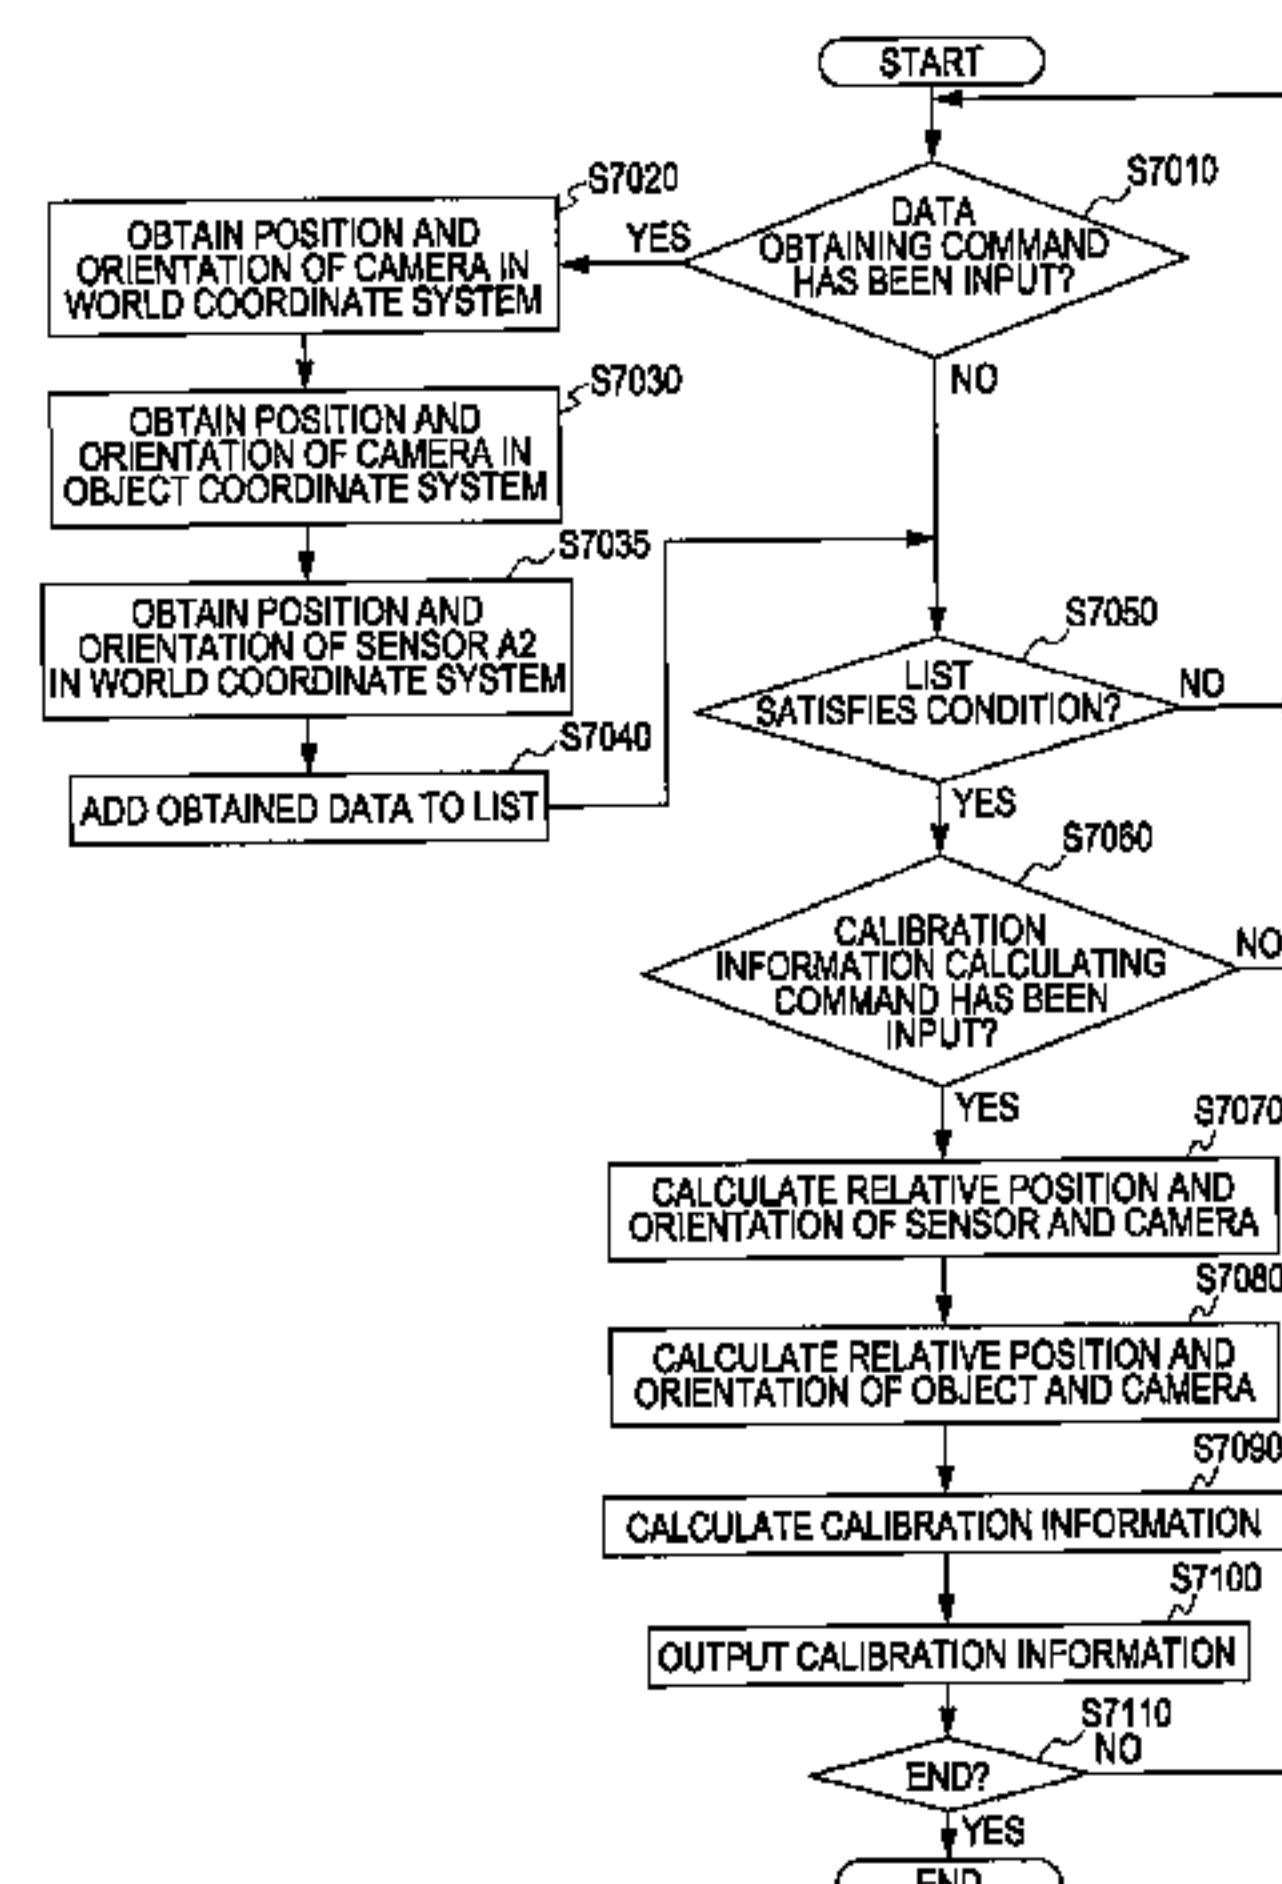 START
S7010
DATA
OBTAINING COMMAND
HAS BEEN INPUT?
YES
NO
S7020
OBTAIN POSITION AND
ORIENTATION OF CAMERA IN
WORLD COORDINATE SYSTEM
S7030
OBTAIN POSITION AND
ORIENTATION OF CAMERA IN
OBJECT COORDINATE SYSTEM
S7035
OBTAIN POSITION AND
ORIENTATION OF SENSOR A2
IN WORLD COORDINATE SYSTEM
S7040
ADD OBTAINED DATA TO LIST
S7050
LIST
SATISFIES CONDITION?
NO
YES
S7060
CALIBRATION
INFORMATION CALCULATING
COMMAND HAS BEEN
INPUT?
NO
YES
S7070
CALCULATE RELATIVE POSITION AND
ORIENTATION OF SENSOR AND CAMERA
S7080
CALCULATE RELATIVE POSITION AND
ORIENTATION OF OBJECT AND CAMERA
S7090
CALCULATE CALIBRATION INFORMATION
S7100
OUTPUT CALIBRATION INFORMATION
S7110
END?
NO
YES
END